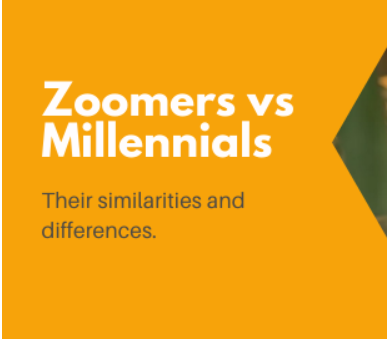 Zoomers vs
Millennials
Their similarities and
differences.